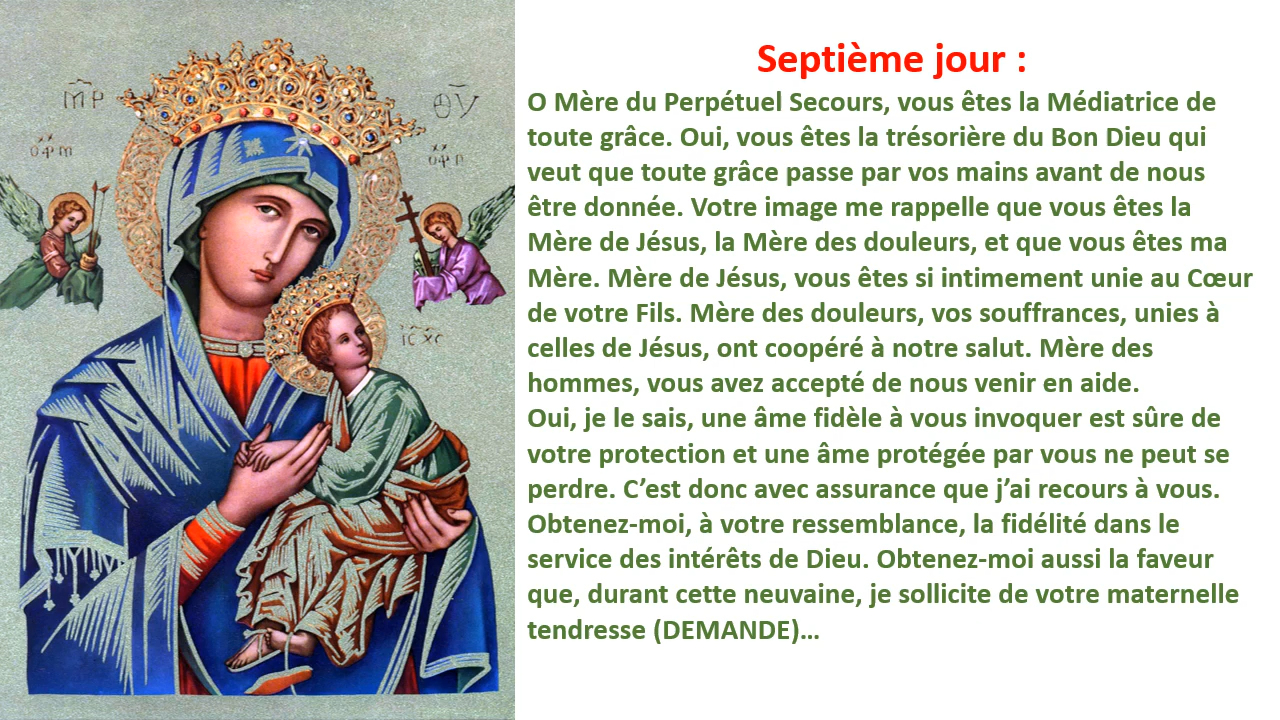 Septième jour :
O Mère du Perpétuel Secours, vous êtes la Médiatrice de
toute grâce. Oui, vous êtes la trésorière du Bon Dieu qui
veut que toute grâce passe par vos mains avant de nous
être donnée. Votre image me rappelle que vous êtes la
Mère de Jésus, la Mère des douleurs, et que vous êtes ma
Mère. Mère de Jésus, vous êtes si intimement unie au Cœur
de votre Fils. Mère des douleurs, vos souffrances, unies à
celles de Jésus, ont coopéré à notre salut. Mère des
hommes, vous avez accepté de nous venir en aide.
Oui, je le sais, une âme fidèle à vous invoquer est sûre de
votre protection et une âme protégée par vous ne peut se
perdre. C’est donc avec assurance que j’ai recours à vous.
Obtenez-moi, à votre ressemblance, la fidélité dans le
service des intérêts de Dieu. Obtenez-moi aussi la faveur
que, durant cette neuvaine, je sollicite de votre maternelle
tendresse (DEMANDE)…